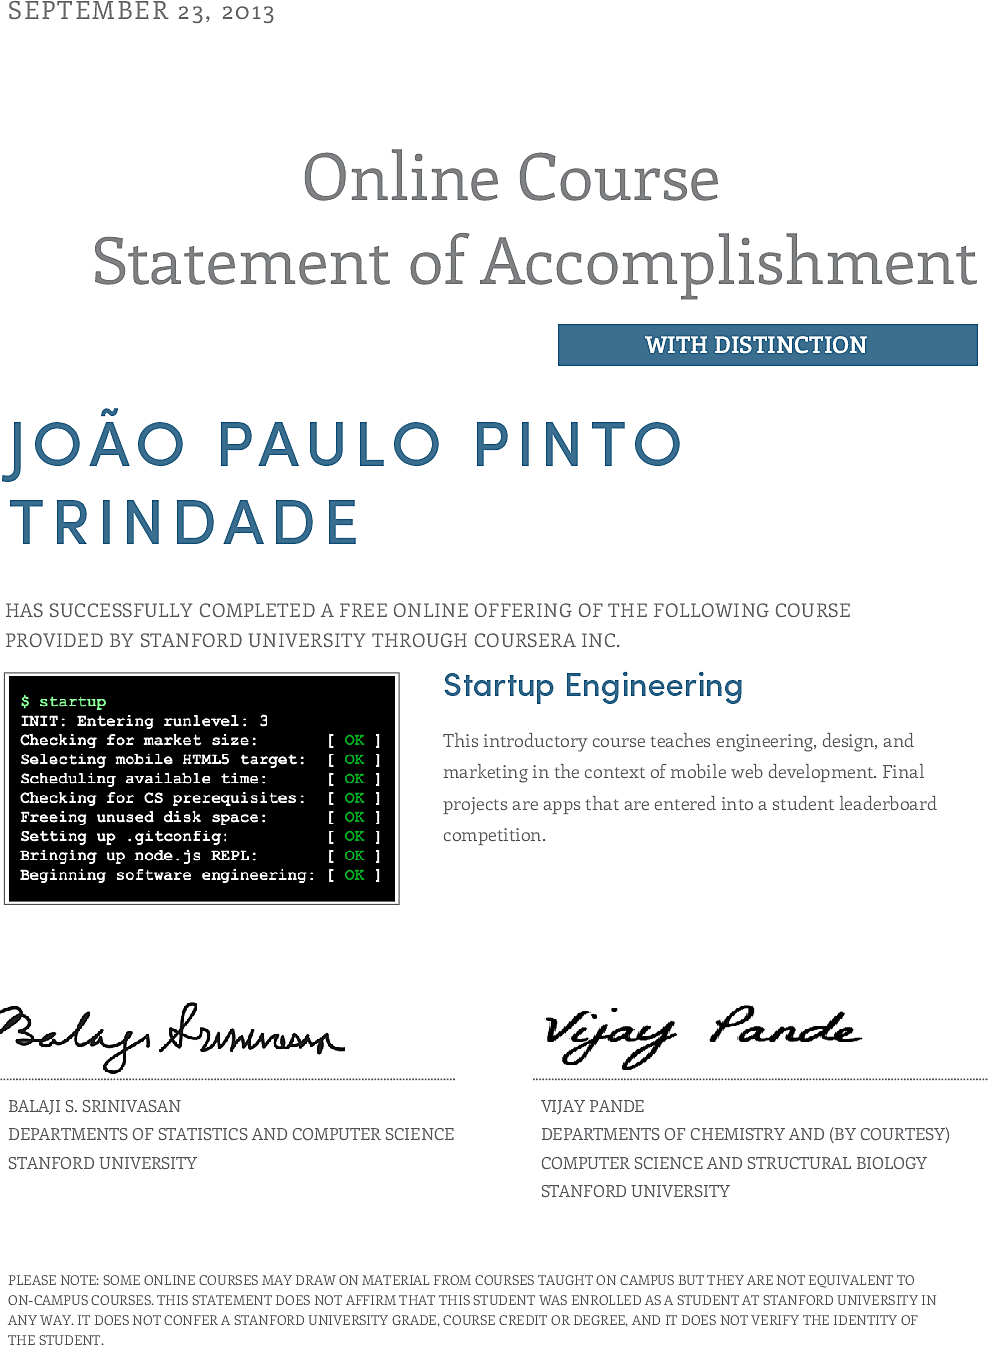 SEPTEMBER 23, 2013
Online Course
Statement of Accomplishment
WITH DISTINCTION
JOÃO PAULO PINTO
TRINDADE
HAS SUCCESSFULLY COMPLETED A FREE ONLINE OFFERING OF THE FOLLOWING COURSE
PROVIDED BY STANFORD UNIVERSITY THROUGH COURSERA INC.
$ startup
INIT: Entering runlevel: 3
Checking for market size: [ OK ]
Selecting mobile HTML5 target: [ OK ]
Scheduling available time: [ OK ]
Checking for CS prerequisites: [ OK ]
Freeing unused disk space: [ OK ]
Setting up .gitconfig: [ OK ]
Bringing up node.js REPL: [ OK ]
Beginning software engineering: [ OK ]
Startup Engineering
This introductory course teaches engineering, design, and
marketing in the context of mobile web development. Final
projects are apps that are entered into a student leaderboard
competition.
Balaji Srinivasan
Vijay Pande
BALAJI S. SRINIVASAN
DEPARTMENTS OF STATISTICS AND COMPUTER SCIENCE
STANFORD UNIVERSITY
VIJAY PANDE
DEPARTMENTS OF CHEMISTRY AND (BY COURTESY)
COMPUTER SCIENCE AND STRUCTURAL BIOLOGY
STANFORD UNIVERSITY
PLEASE NOTE: SOME ONLINE COURSES MAY DRAW ON MATERIAL FROM COURSES TAUGHT ON CAMPUS BUT THEY ARE NOT EQUIVALENT TO
ON-CAMPUS COURSES. THIS STATEMENT DOES NOT AFFIRM THAT THIS STUDENT WAS ENROLLED AS A STUDENT AT STANFORD UNIVERSITY IN
ANY WAY. IT DOES NOT CONFER A STANFORD UNIVERSITY GRADE, COURSE CREDIT OR DEGREE, AND IT DOES NOT VERIFY THE IDENTITY OF
THE STUDENT.